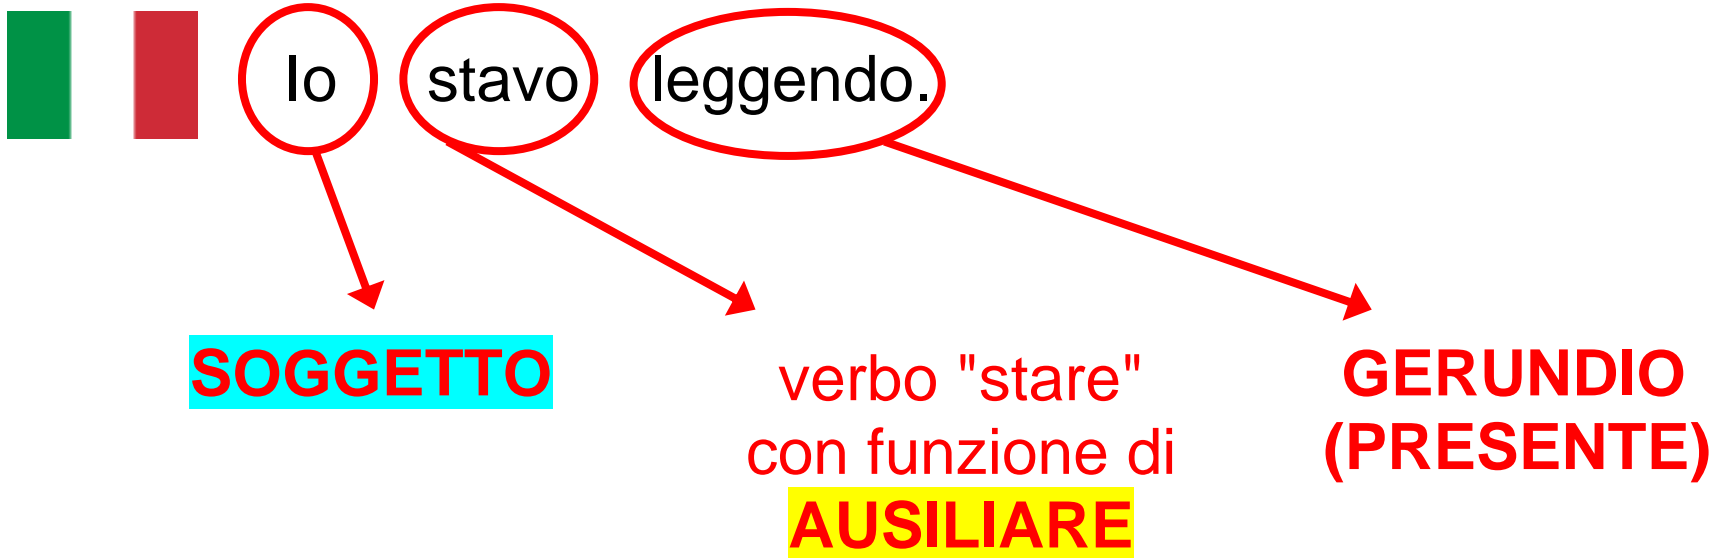 Io stavo leggendo.
SOGGETTO
verbo "stare"
con funzione di
AUSILIARE
GERUNDIO
(PRESENTE)